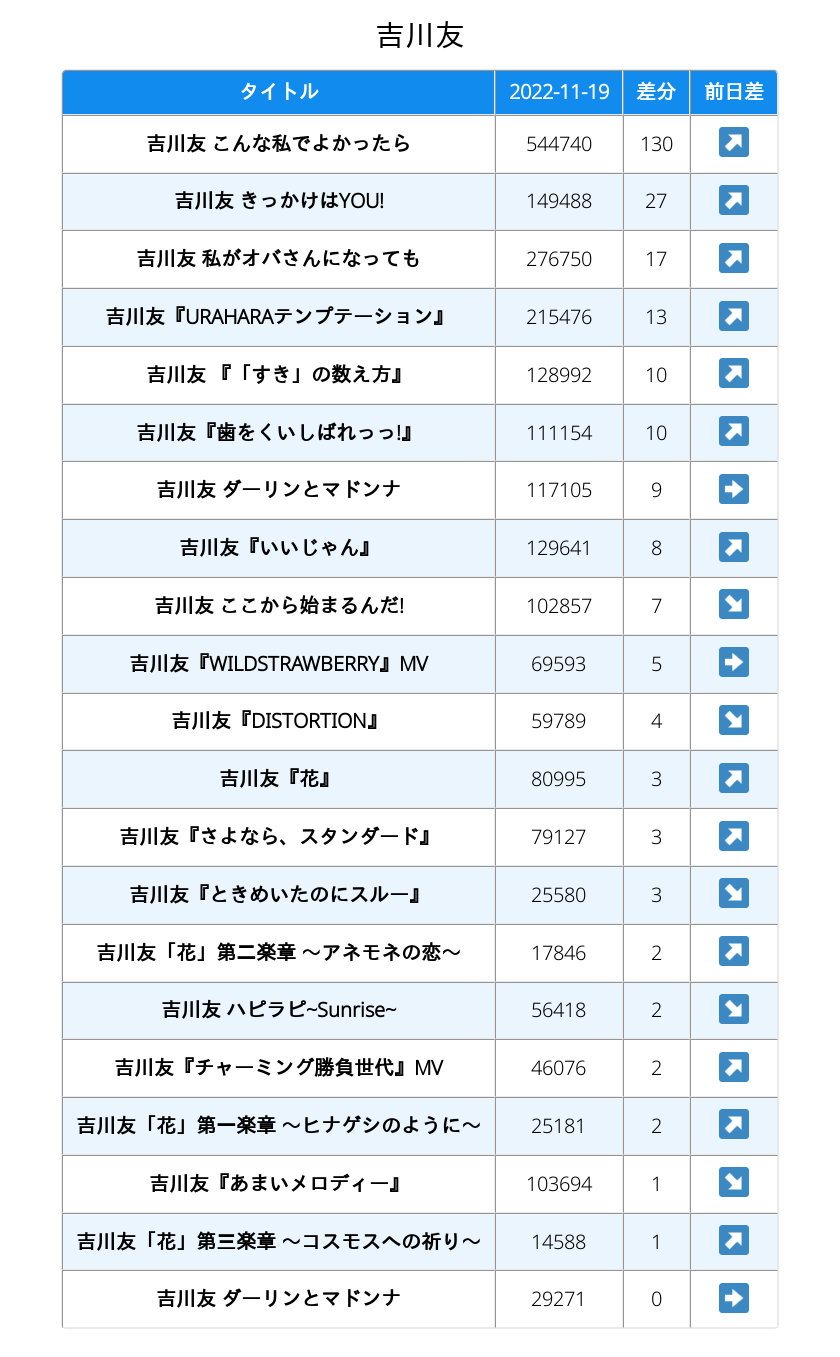 吉川友
タイトル 2022-11-19 差分 前日差
吉川友 こんな私でよかったら 544740 130
吉川友 きっかけはYOU! 149488 27
吉川友 私がオバさんになっても 276750 17
吉川友『URAHARAテンプテーション』 215476 13
吉川友 『「すき」の数え方』 128992 10
吉川友『歯をくいしばれっっ!』 111154 10
吉川友 ダーリンとマドンナ 117105 9
吉川友『いいじゃん』 129641 8
吉川友 ここから始まるんだ! 102857 7
吉川友『WILDSTRAWBERRY』MV 69593 5
吉川友『DISTORTION』 59789 4
吉川友『花』 80995 3
吉川友『さよなら、スタンダード』 79127 3
吉川友『ときめいたのにスルー』 25580 3
吉川友「花」第二楽章 〜アネモネの恋〜 17846 2
吉川友 ハピラピ~Sunrise~ 56418 2
吉川友『チャーミング勝負世代』MV 46076 2
吉川友「花」第一楽章 〜ヒナゲシのように〜 25181 2
吉川友『あまいメロディー』 103694 1
吉川友「花」第三楽章 〜コスモスへの祈り〜 14588 1
吉川友 ダーリンとマドンナ 29271 0